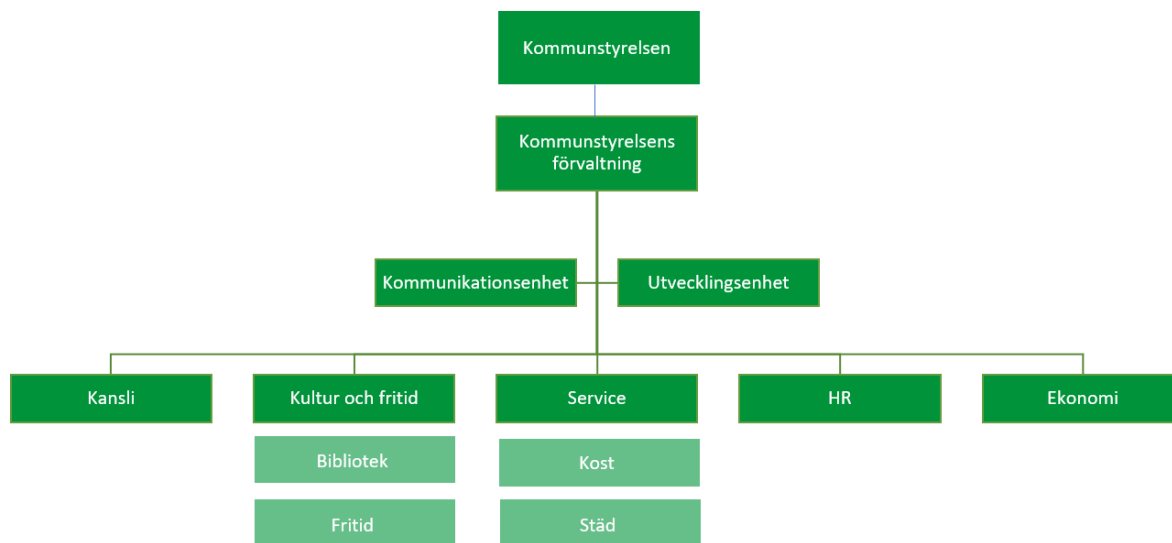 Kommunstyrelsen
Kommunstyrelsens
förvaltning
Kommunikationsenhet
Utvecklingsenhet
Kansli
Kultur och fritid
Service
HR
Ekonomi
Bibliotek
Kost
Fritid
Städ